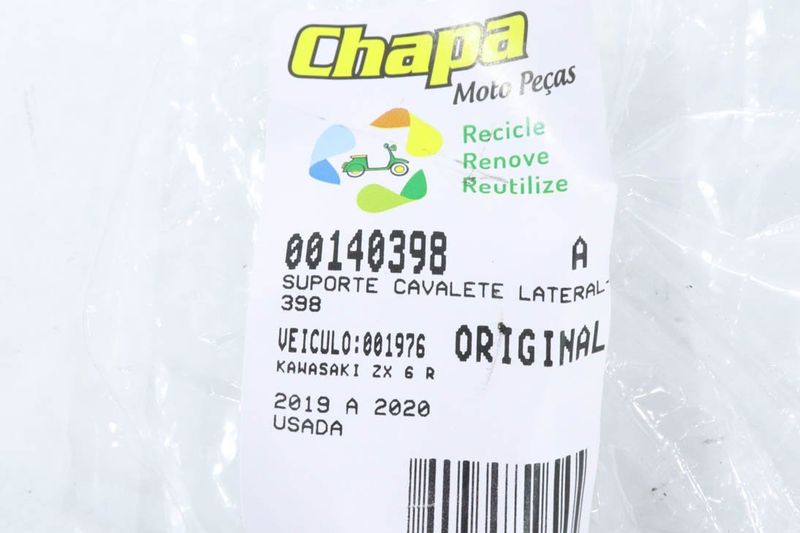 Chapa
Moto Peças
Recicle
Renove
Reutilize
00140398 A
SUPORTE CAVALETE LATERAL-
398
VEICULO:001976 ORIGINAL
KAWASAKI ZX 6 R
2019 A 2020
USADA